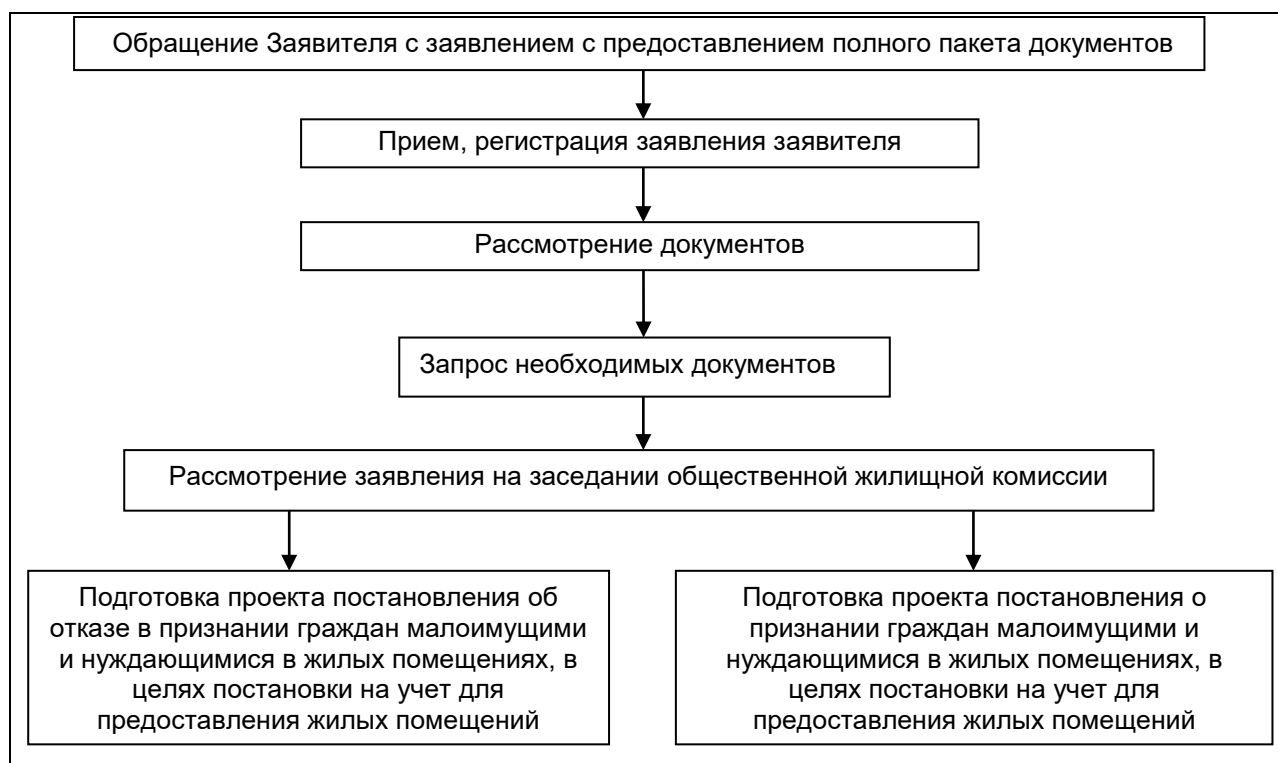 Обращение Заявителя с заявлением с предоставлением полного пакета документов
Прием, регистрация заявления заявителя
Рассмотрение документов
Запрос необходимых документов
Рассмотрение заявления на заседании общественной жилищной комиссии
Подготовка проекта постановления об
отказе в признании граждан малоимущими
и нуждающимися в жилых помещениях, в
целях постановки на учет для
предоставления жилых помещений
Подготовка проекта постановления о
признании граждан малоимущими и
нуждающимися в жилых помещениях, в
целях постановки на учет для
предоставления жилых помещений